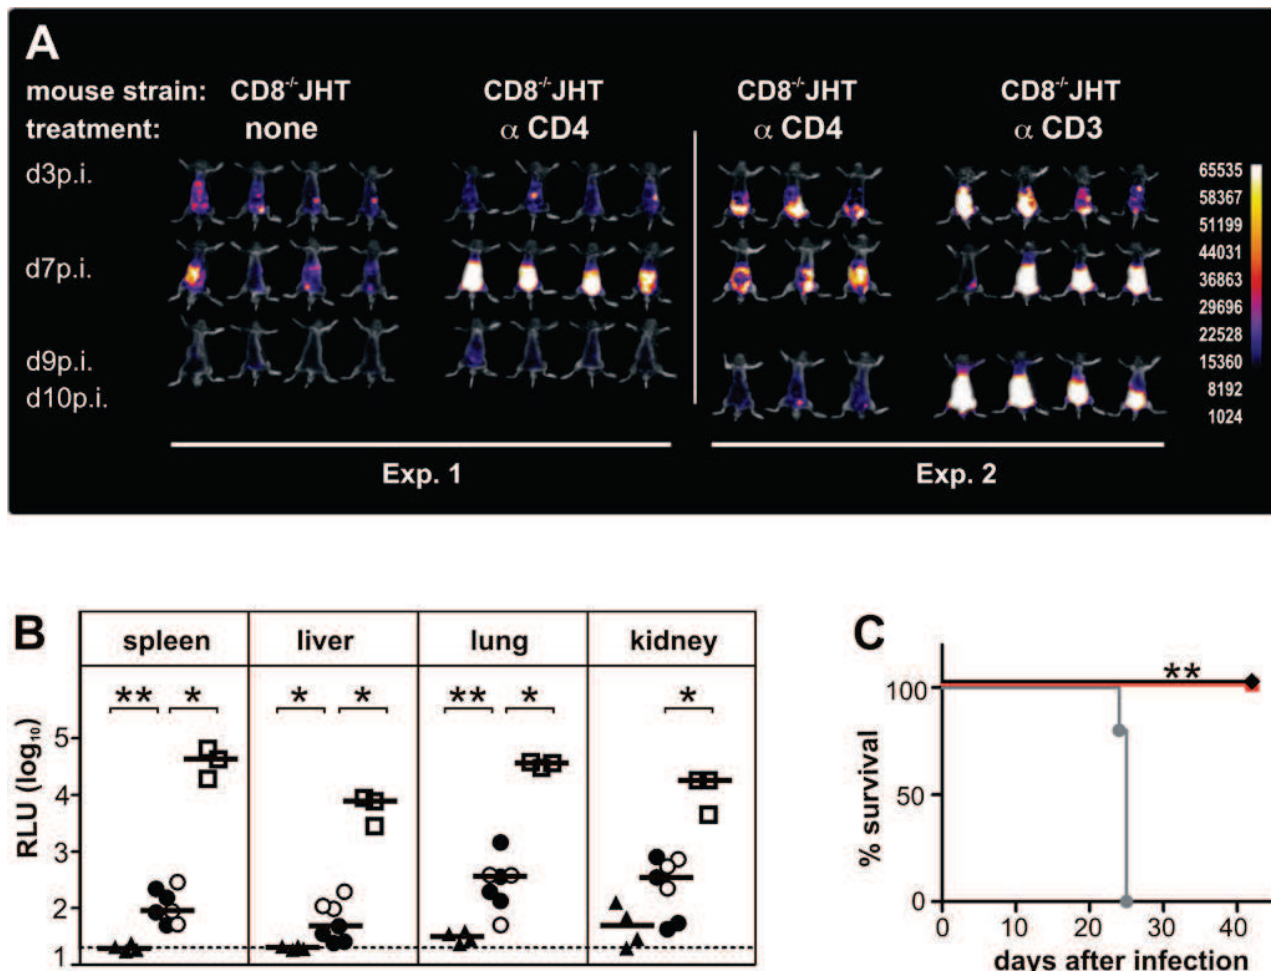 A
mouse strain: CD8-/-JHT CD8-/-JHT CD8-/-JHT CD8-/-JHT
treatment: none α CD4 α CD4 α CD3
d3p.i.
d7p.i.
d9p.i.
d10p.i.
65535
58367
51199
44031
36863
29696
22528
15360
8192
1024
Exp. 1 Exp. 2
B
spleen liver lung kidney
** * * * ** * *
RLU (log10)
5
4
3
2
1
C
**
% survival
100
50
0
0 10 20 30 40
days after infection